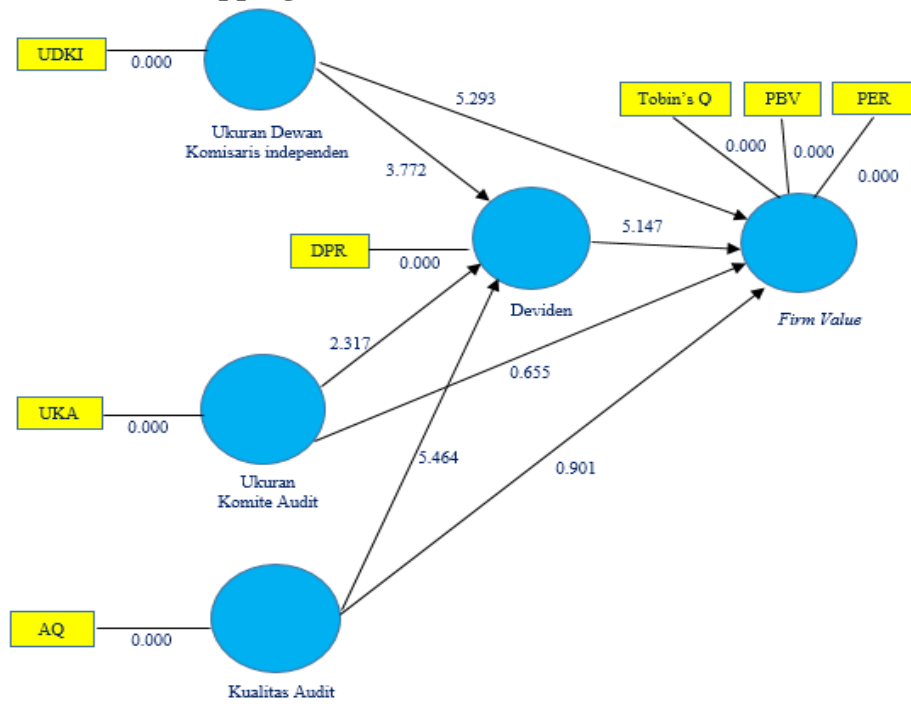 UDKI
0.000
Ukuran Dewan
Komisaris independen
5.293
3.772
Tobin's Q
PBV
PER
0.000
0.000
0.000
DPR
0.000
Deviden
5.147
Firm Value
2.317
0.655
UKA
0.000
Ukuran
Komite Audit
5.464
0.901
AQ
0.000
Kualitas Audit